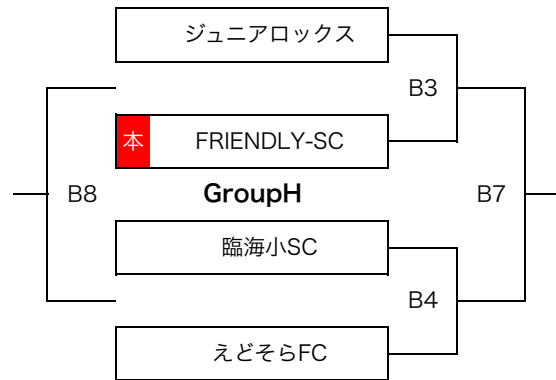 ジュニアロックス
B3
本 FRIENDLY-SC
B8 GroupH B7
臨海小SC
B4
えどそらFC